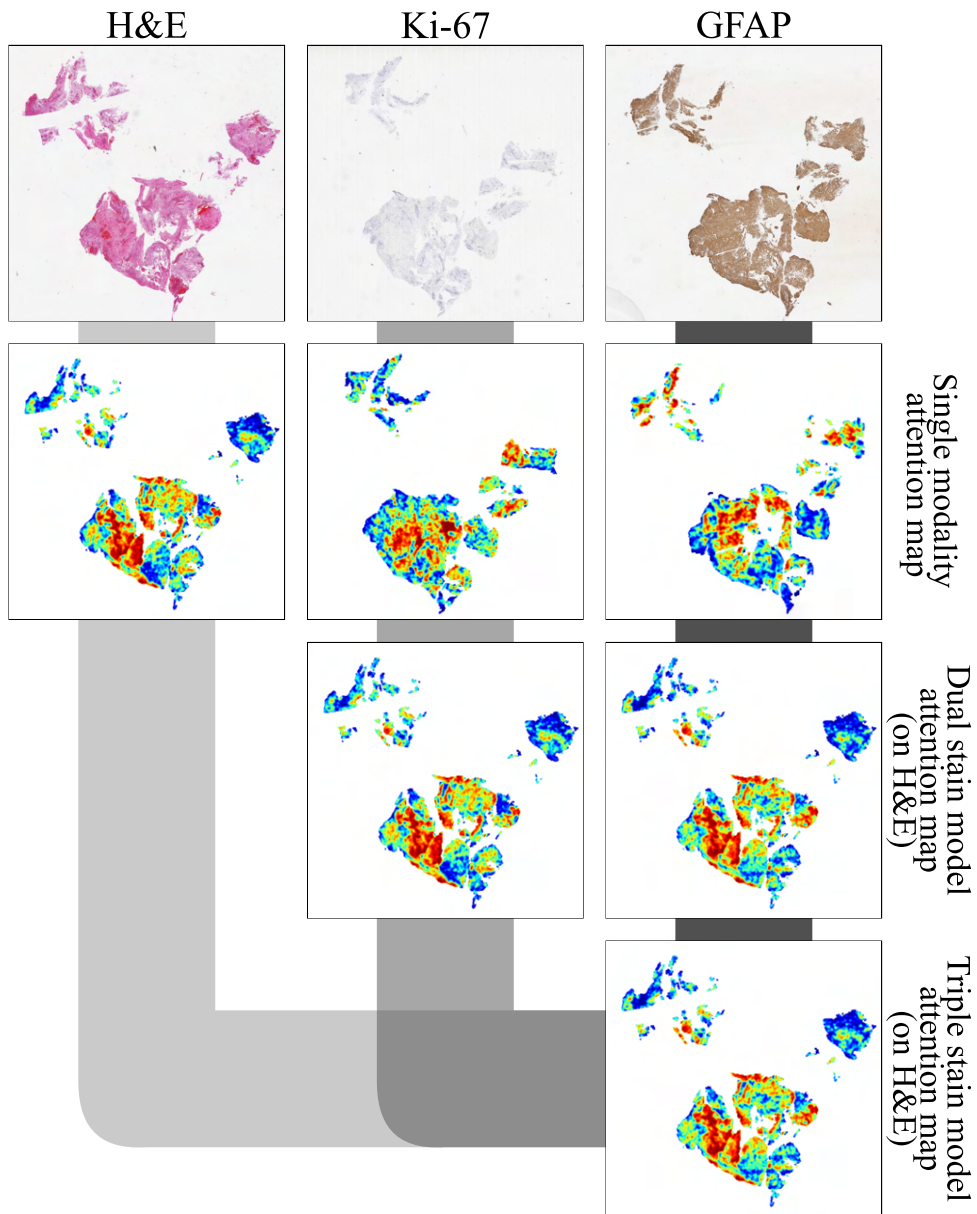 H&E
Ki-67
GFAP
Single modality
attention map
Dual stain model
attention map
(on H&E)
Triple stain model
attention map
(on H&E)